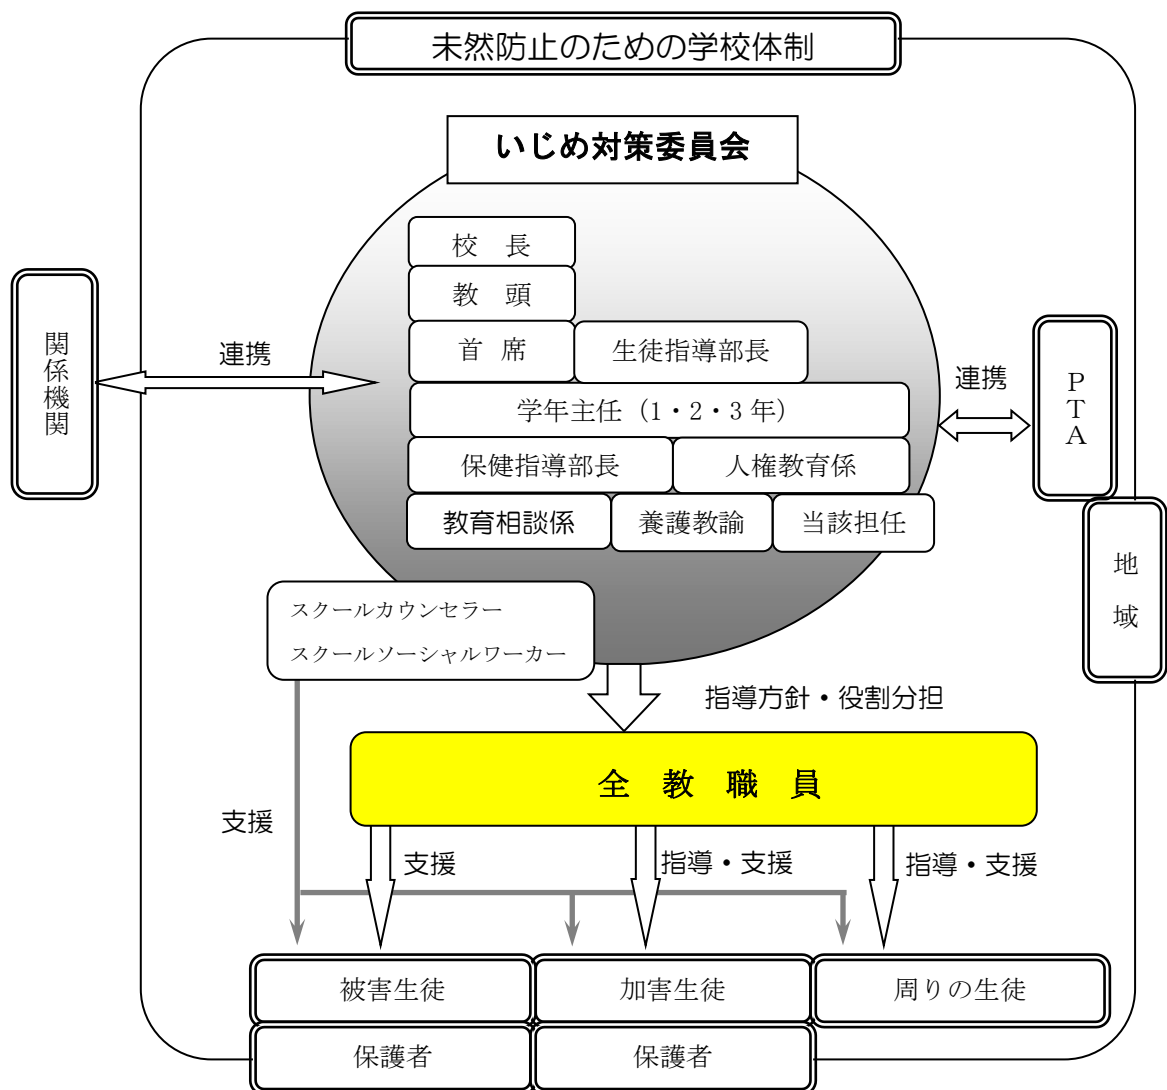 未然防止のための学校体制
いじめ対策委員会
校　長
教　頭
首 席
生徒指導部長
学年主任（1・2・3 年）
保健指導部長
人権教育係
教育相談係
養護教諭
当該担任
スクールカウンセラー
スクールソーシャルワーカー
関係機関
連携
連携
PTA
地域
指導方針・役割分担
全 教 職 員
支援
支援
指導・支援
指導・支援
被害生徒
加害生徒
周りの生徒
保護者
保護者